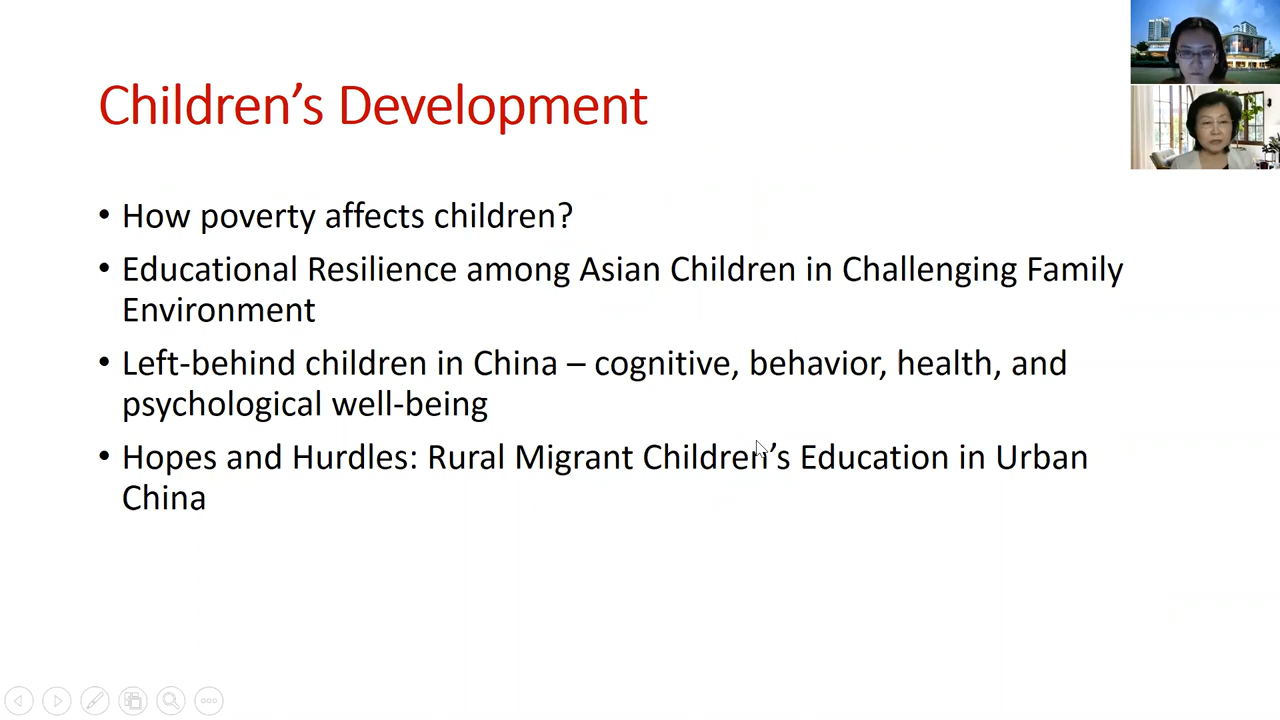 Children’s Development
• How poverty affects children?
• Educational Resilience among Asian Children in Challenging Family
Environment
• Left-behind children in China – cognitive, behavior, health, and
psychological well-being
• Hopes and Hurdles: Rural Migrant Children’s Education in Urban
China